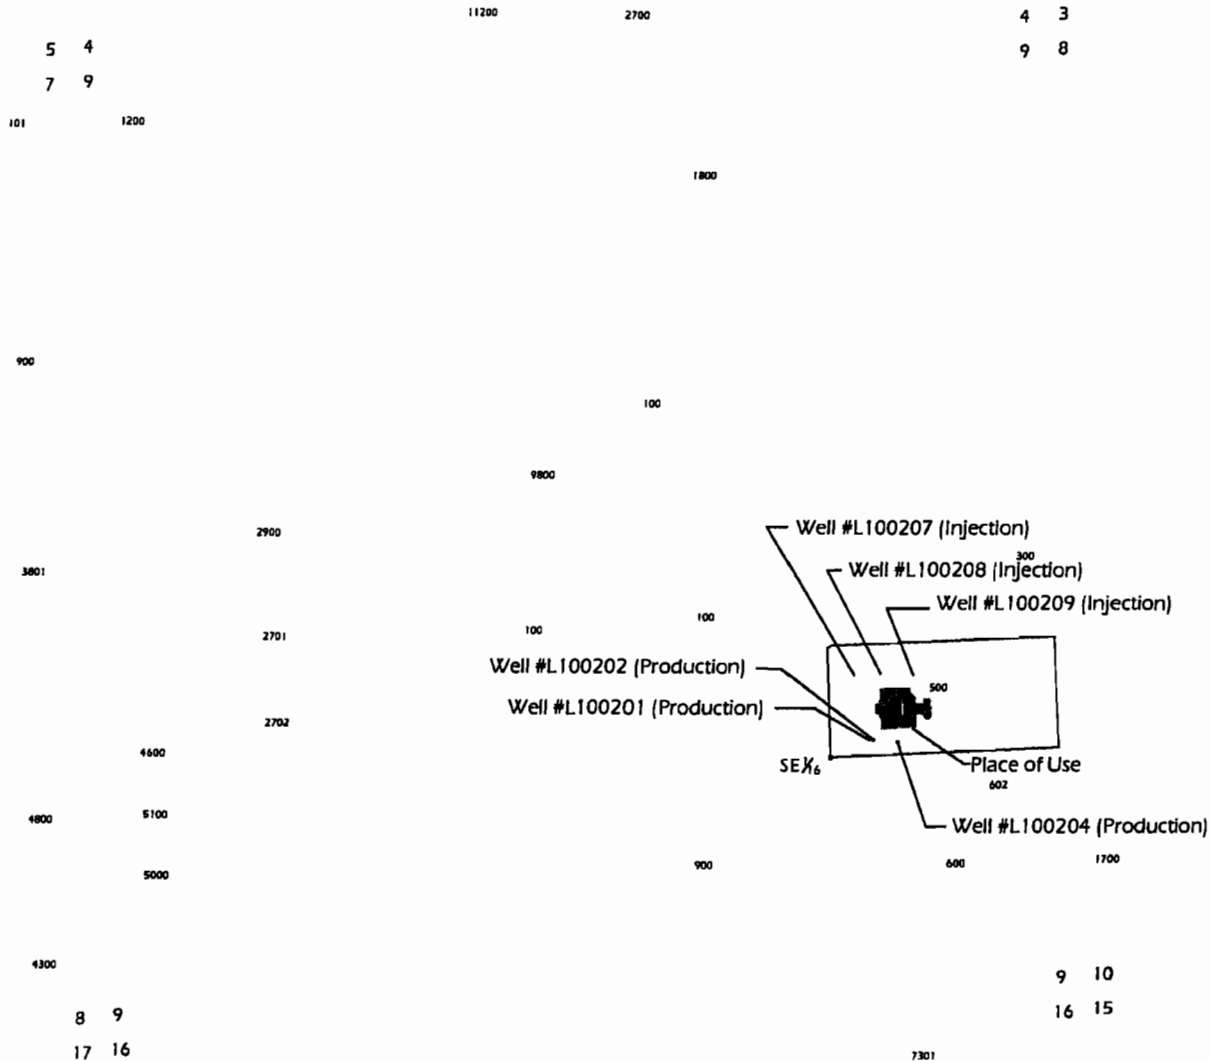 11200 2700 4 3
5 4 9 8
7 9
101 1200
1800
900
100
9800
Well #L100207 (Injection)
2900
300
Well #L100208 (Injection)
3801
Well #L100209 (Injection)
100 100
2701
Well #L100202 (Production)
500
Well #L100201 (Production)
2702
4600
SE 1/16 Place of Use
602
4800 5100
Well #L100204 (Production)
900 600 1700
5000
4300
9 10
16 15
8 9
17 16
7301